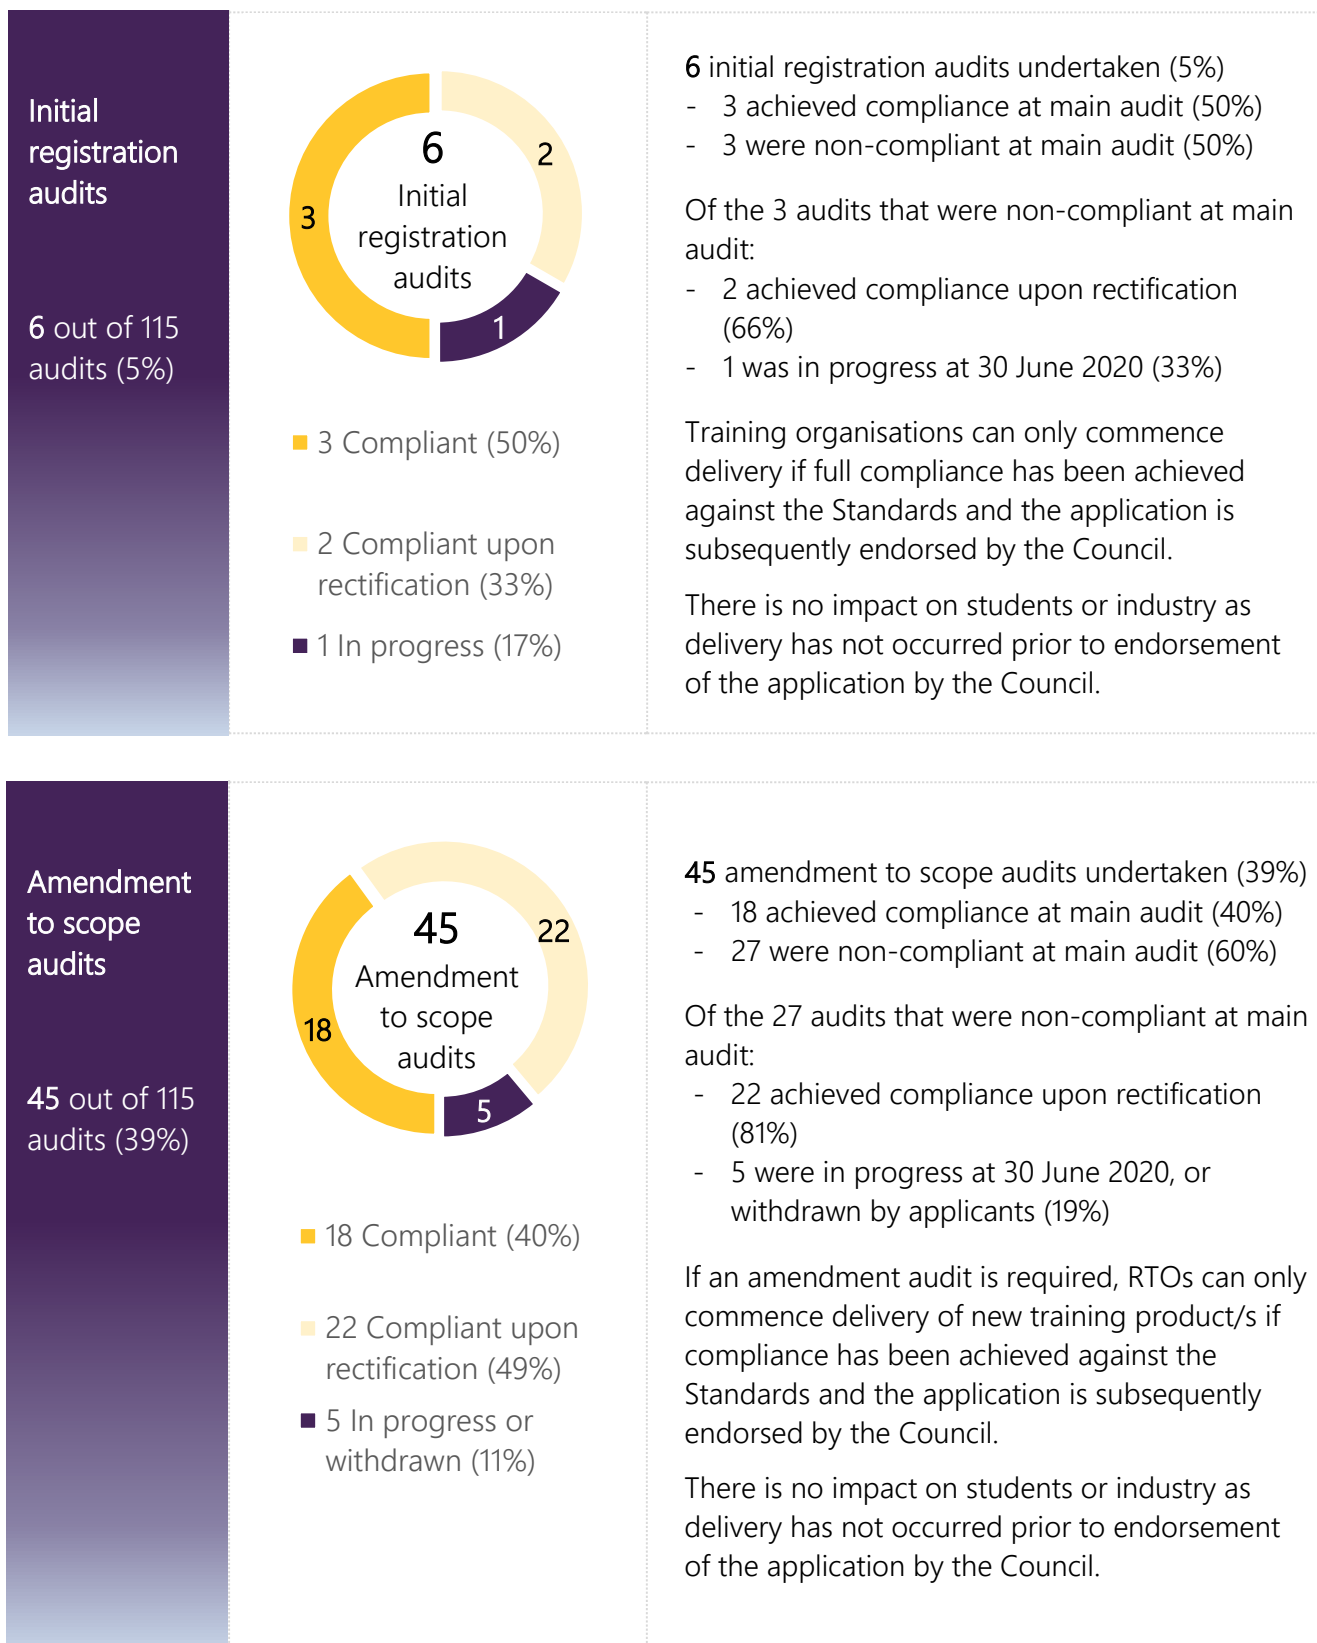 Initial
registration
audits
6 out of 115
audits (5%)
6
Initial
registration
audits
3
2
1
3 Compliant (50%)
2 Compliant upon
rectification (33%)
1 In progress (17%)
6 initial registration audits undertaken (5%)
- 3 achieved compliance at main audit (50%)
- 3 were non-compliant at main audit (50%)
Of the 3 audits that were non-compliant at main
audit:
- 2 achieved compliance upon rectification
(66%)
- 1 was in progress at 30 June 2020 (33%)
Training organisations can only commence
delivery if full compliance has been achieved
against the Standards and the application is
subsequently endorsed by the Council.
There is no impact on students or industry as
delivery has not occurred prior to endorsement
of the application by the Council.
Amendment
to scope
audits
45 out of 115
audits (39%)
45
Amendment
to scope
audits
22
18
5
18 Compliant (40%)
22 Compliant upon
rectification (49%)
5 In progress or
withdrawn (11%)
45 amendment to scope audits undertaken (39%)
- 18 achieved compliance at main audit (40%)
- 27 were non-compliant at main audit (60%)
Of the 27 audits that were non-compliant at main
audit:
- 22 achieved compliance upon rectification
(81%)
- 5 were in progress at 30 June 2020, or
withdrawn by applicants (19%)
If an amendment audit is required, RTOs can only
commence delivery of new training product/s if
compliance has been achieved against the
Standards and the application is subsequently
endorsed by the Council.
There is no impact on students or industry as
delivery has not occurred prior to endorsement
of the application by the Council.